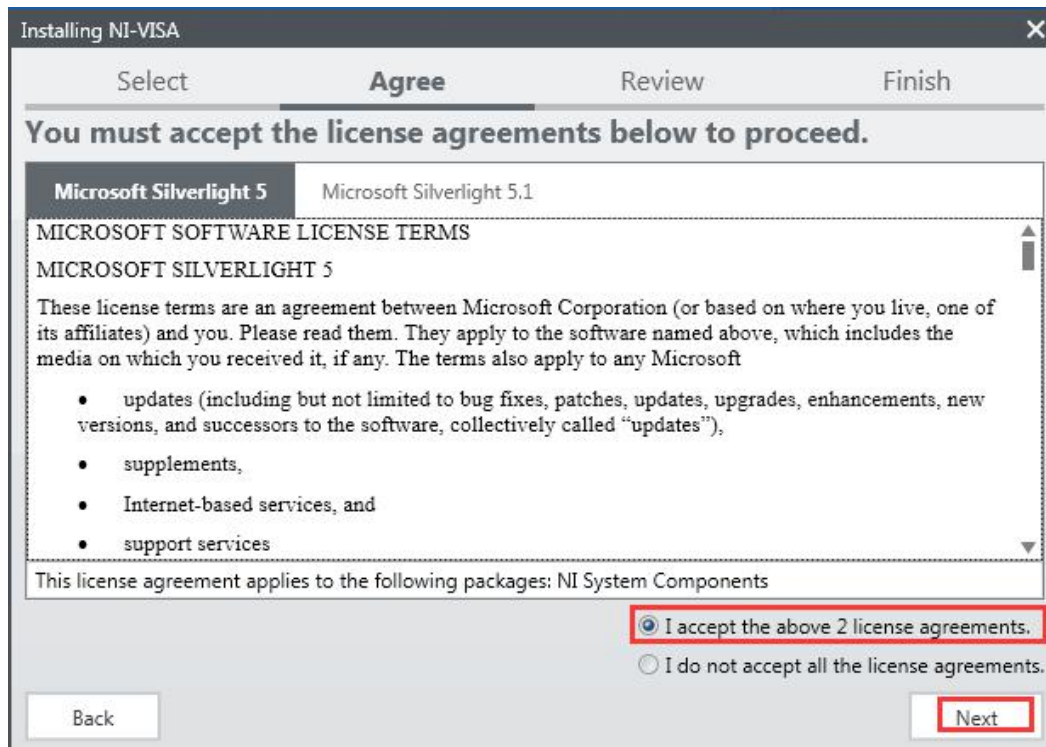 Installing NI-VISA
Select Agree Review Finish
You must accept the license agreements below to proceed.
Microsoft Silverlight 5 Microsoft Silverlight 5.1
MICROSOFT SOFTWARE LICENSE TERMS
MICROSOFT SILVERLIGHT 5
These license terms are an agreement between Microsoft Corporation (or based on where you live, one of
its affiliates) and you. Please read them. They apply to the software named above, which includes the
media on which you received it, if any. The terms also apply to any Microsoft
• updates (including but not limited to bug fixes, patches, updates, upgrades, enhancements, new
versions, and successors to the software, collectively called “updates”),
• supplements,
• Internet-based services, and
• support services
This license agreement applies to the following packages: NI System Components
I accept the above 2 license agreements.
I do not accept all the license agreements.
Back Next